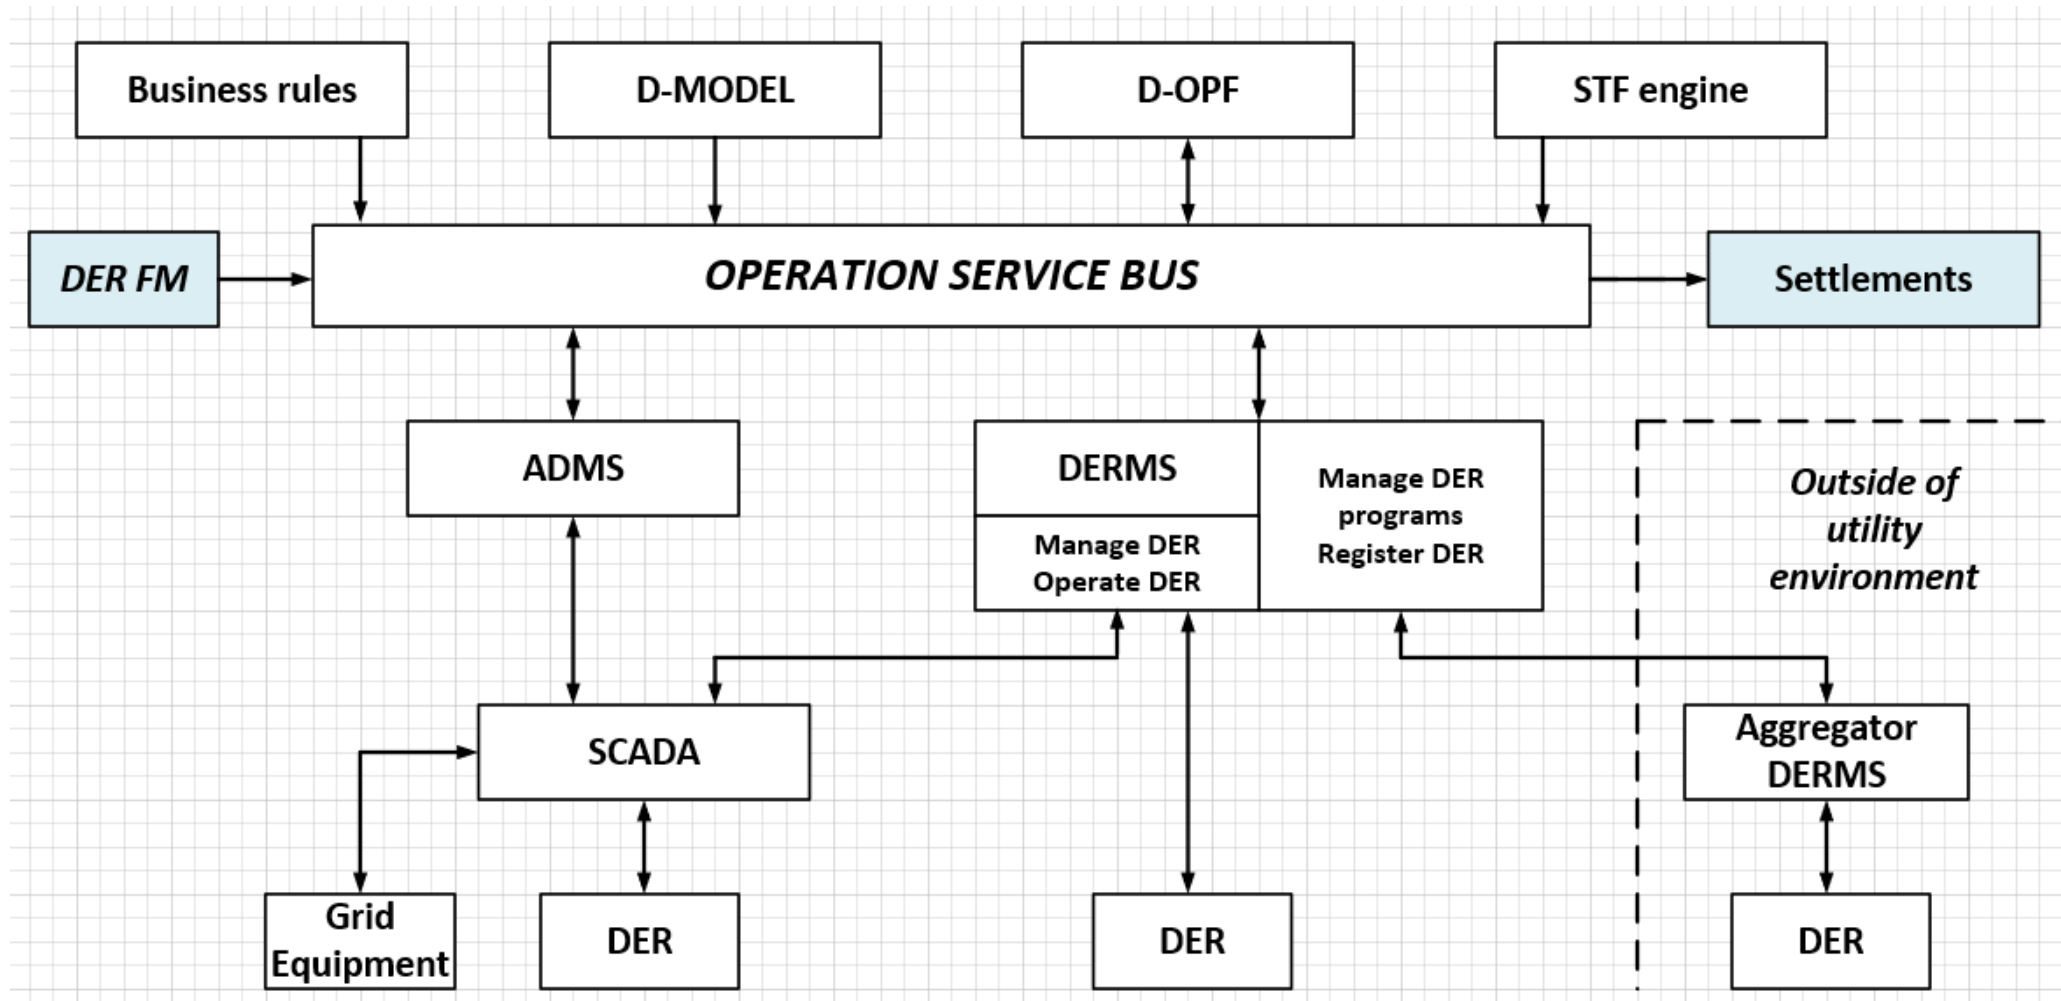 Business rules
D-MODEL
D-OPF
STF engine
DER FM
OPERATION SERVICE BUS
Settlements
ADMS
DERMS
Manage DER
Operate DER
Manage DER
programs
Register DER
Outside of
utility
environment
SCADA
Aggregator
DERMS
Grid
Equipment
DER
DER
DER